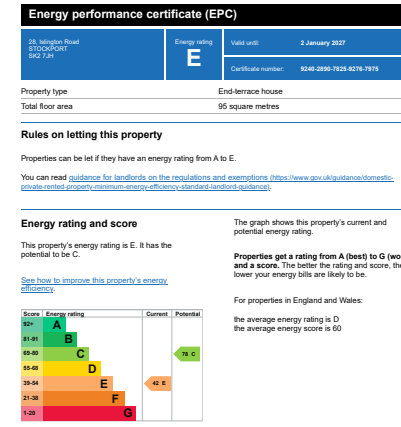 Energy performance certificate (EPC)
28, Islington Road
STOCKPORT
SK2 7JH
Energy rating
E
Valid until: 2 January 2027
Certificate number: 9240-2890-7825-9276-7975
Property type End-terrace house
Total floor area 95 square metres
Rules on letting this property
Properties can be let if they have an energy rating from A to E.
You can read guidance for landlords on the regulations and exemptions (https://www.gov.uk/guidance/domestic-
private-rented-property-minimum-energy-efficiency-standard-landlord-guidance).
Energy rating and score
This property's energy rating is E. It has the
potential to be C.
See how to improve this property's energy
efficiency.
Score Energy rating Current Potential
92+ A
81-91 B
69-80 C 78 C
55-68 D
39-54 E 42 E
21-38 F
1-20 G
The graph shows this property's current and
potential energy rating.
Properties get a rating from A (best) to G (wo
and a score. The better the rating and score, the
lower your energy bills are likely to be.
For properties in England and Wales:
the average energy rating is D
the average energy score is 60